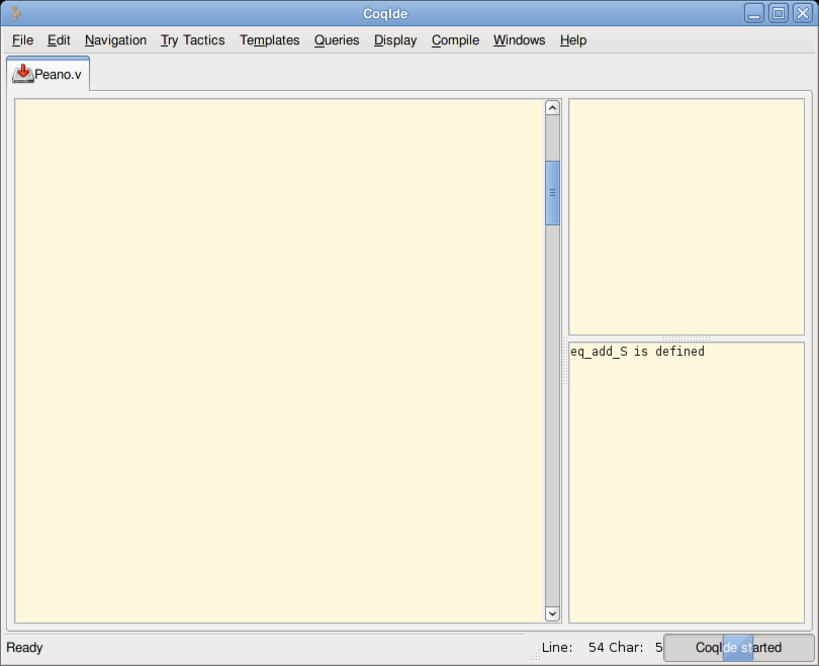 CoqIde
File Edit Navigation Try Tactics Templates Queries Display Compile Windows Help
Peano.v
eq_add_S is defined
Ready
Line: 54 Char: 5
CoqIde started